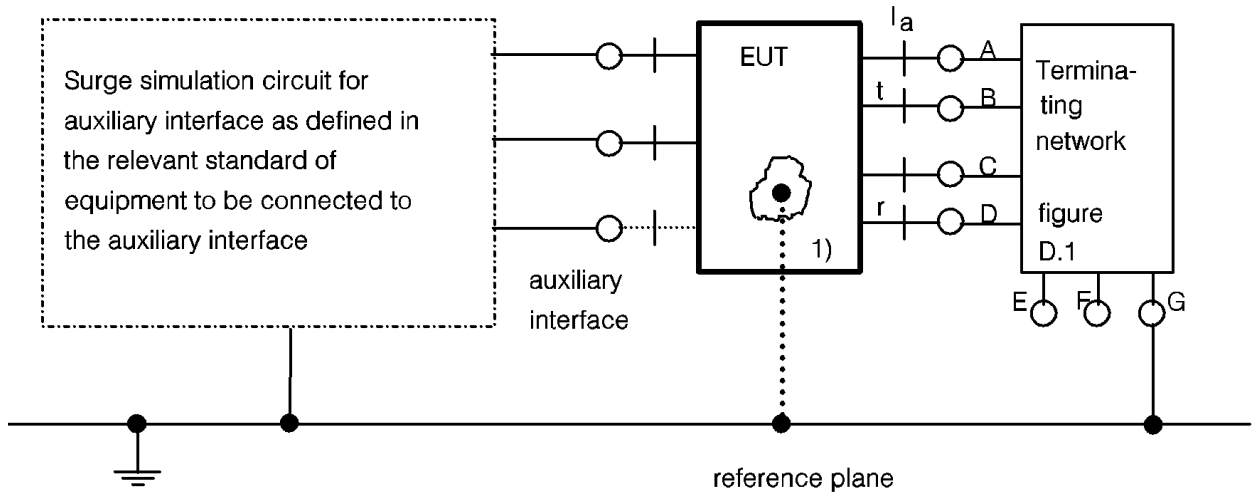 Surge simulation circuit for
auxiliary interface as defined in
the relevant standard of
equipment to be connected to
the auxiliary interface
auxiliary
interface
EUT
1)
Ia
t
r
A
B
C
D
Termina-
ting
network
figure
D.1
E
F
G
reference plane